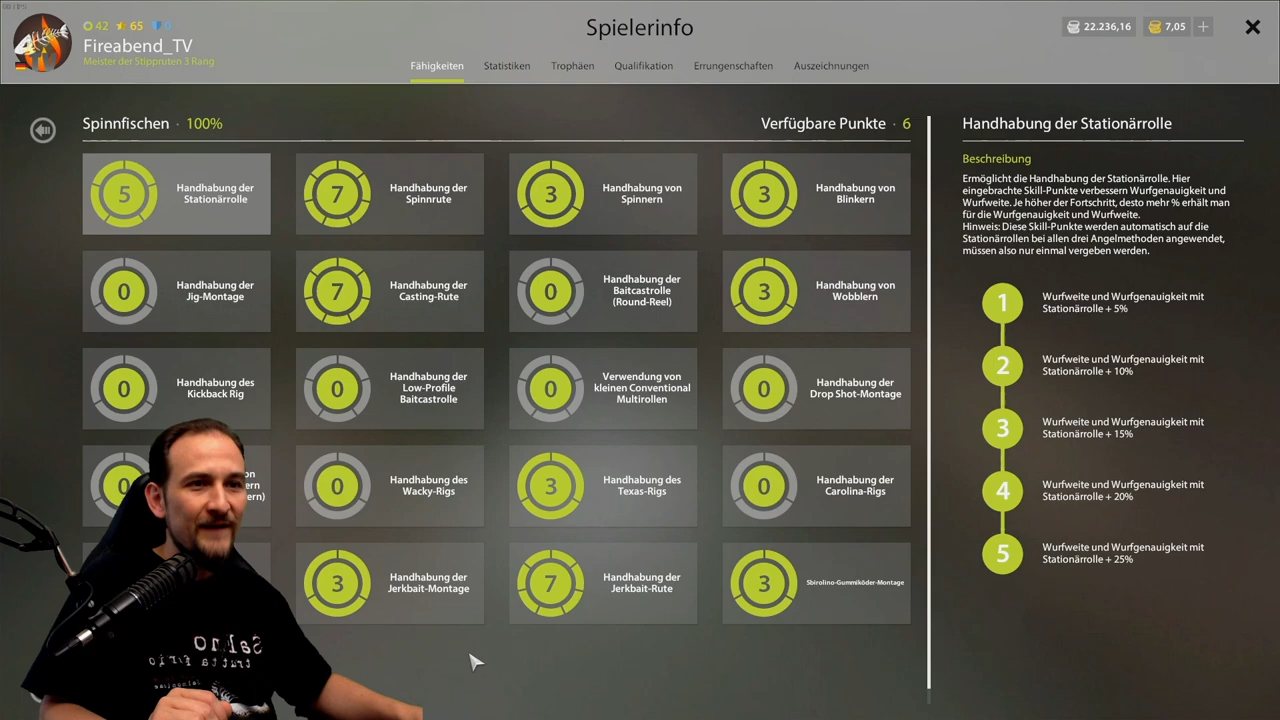 42 65 0
Spielerinfo
22.236,16
7,05
Fireabend_TV
Meister der Stippruten 3 Rang
Fähigkeiten
Statistiken
Trophäen
Qualifikation
Errungenschaften
Auszeichnungen
Spinnfischen · 100%
Verfügbare Punkte · 6
5
Handhabung der
Stationärrolle
7
Handhabung der
Spinnrute
3
Handhabung von
Spinnern
3
Handhabung von
Blinkern
0
Handhabung der
Jig-Montage
7
Handhabung der
Casting-Rute
0
Handhabung der
Baitcastrolle
(Round-Reel)
3
Handhabung von
Wobblern
0
Handhabung des
Kickback Rig
0
Handhabung der
Low-Profile
Baitcastrolle
0
Verwendung von
kleinen Conventional
Multirollen
0
Handhabung der
Drop Shot-Montage
0
on
ern
ern)
0
Handhabung des
Wacky-Rigs
3
Handhabung des
Texas-Rigs
0
Handhabung der
Carolina-Rigs
3
Handhabung der
Jerkbait-Montage
7
Handhabung der
Jerkbait-Rute
3
Sbirolino-Gummiköder-Montage
Handhabung der Stationärrolle
Beschreibung
Ermöglicht die Handhabung der Stationärrolle. Hier
eingebrachte Skill-Punkte verbessern Wurfgenauigkeit und
Wurfweite. Je höher der Fortschritt, desto mehr % erhält man
für die Wurfgenauigkeit und Wurfweite.
Hinweis: Diese Skill-Punkte werden automatisch auf die
Stationärrollen bei allen drei Angelmethoden angewendet,
müssen also nur einmal vergeben werden.
1
Wurfweite und Wurfgenauigkeit mit
Stationärrolle + 5%
2
Wurfweite und Wurfgenauigkeit mit
Stationärrolle + 10%
3
Wurfweite und Wurfgenauigkeit mit
Stationärrolle + 15%
4
Wurfweite und Wurfgenauigkeit mit
Stationärrolle + 20%
5
Wurfweite und Wurfgenauigkeit mit
Stationärrolle + 25%
Salmo
trutta fario